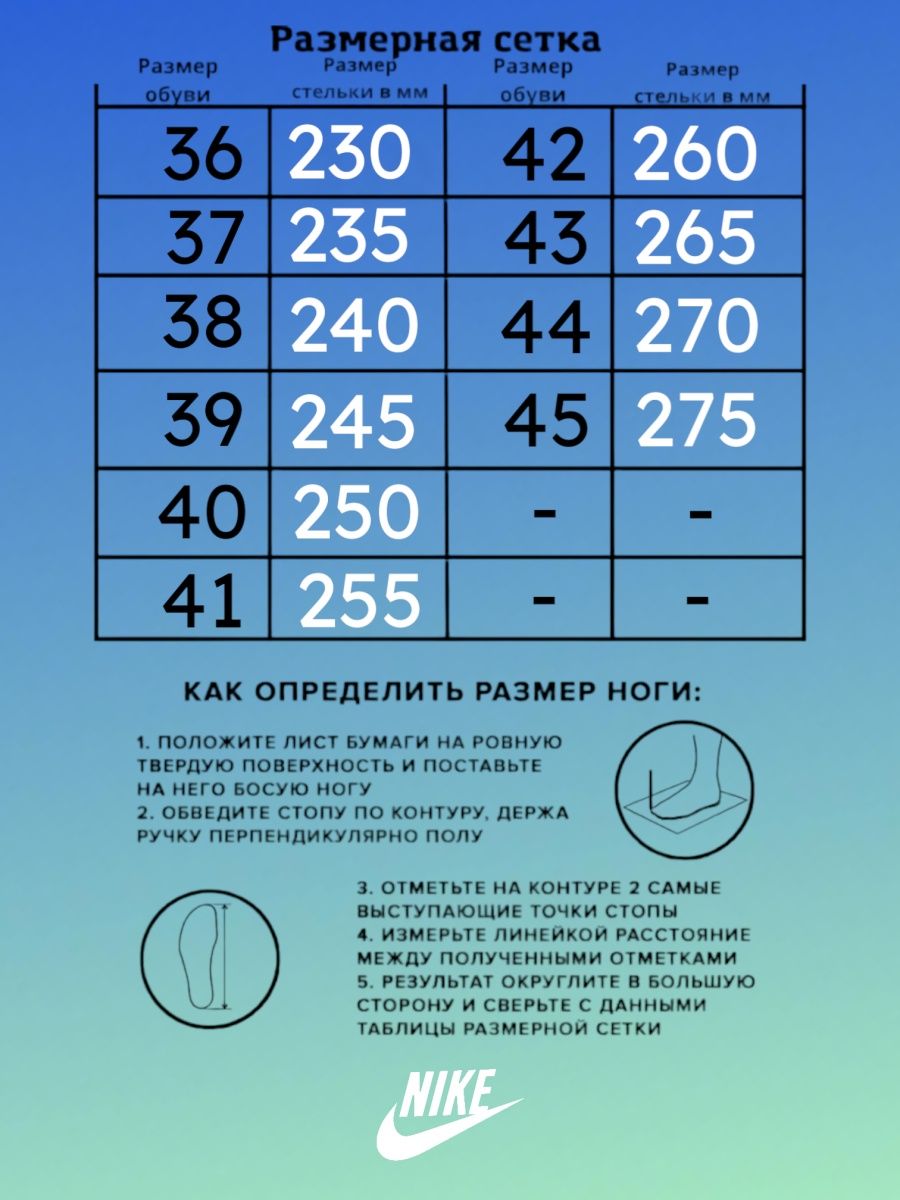 Размерная сетка
Размер обуви Размер стельки в мм Размер обуви Размер стельки в мм
36 230 42 260
37 235 43 265
38 240 44 270
39 245 45 275
40 250 - -
41 255 - -
КАК ОПРЕДЕЛИТЬ РАЗМЕР НОГИ:
1. ПОЛОЖИТЕ ЛИСТ БУМАГИ НА РОВНУЮ
ТВЕРДУЮ ПОВЕРХНОСТЬ И ПОСТАВЬТЕ
НА НЕГО БОСУЮ НОГУ
2. ОБВЕДИТЕ СТОПУ ПО КОНТУРУ, ДЕРЖА
РУЧКУ ПЕРПЕНДИКУЛЯРНО ПОЛУ
3. ОТМЕТЬТЕ НА КОНТУРЕ 2 САМЫЕ
ВЫСТУПАЮЩИЕ ТОЧКИ СТОПЫ
4. ИЗМЕРЬТЕ ЛИНЕЙКОЙ РАССТОЯНИЕ
МЕЖДУ ПОЛУЧЕННЫМИ ОТМЕТКАМИ
5. РЕЗУЛЬТАТ ОКРУГЛИТЕ В БОЛЬШУЮ
СТОРОНУ И СВЕРЬТЕ С ДАННЫМИ
ТАБЛИЦЫ РАЗМЕРНОЙ СЕТКИ
NIKE